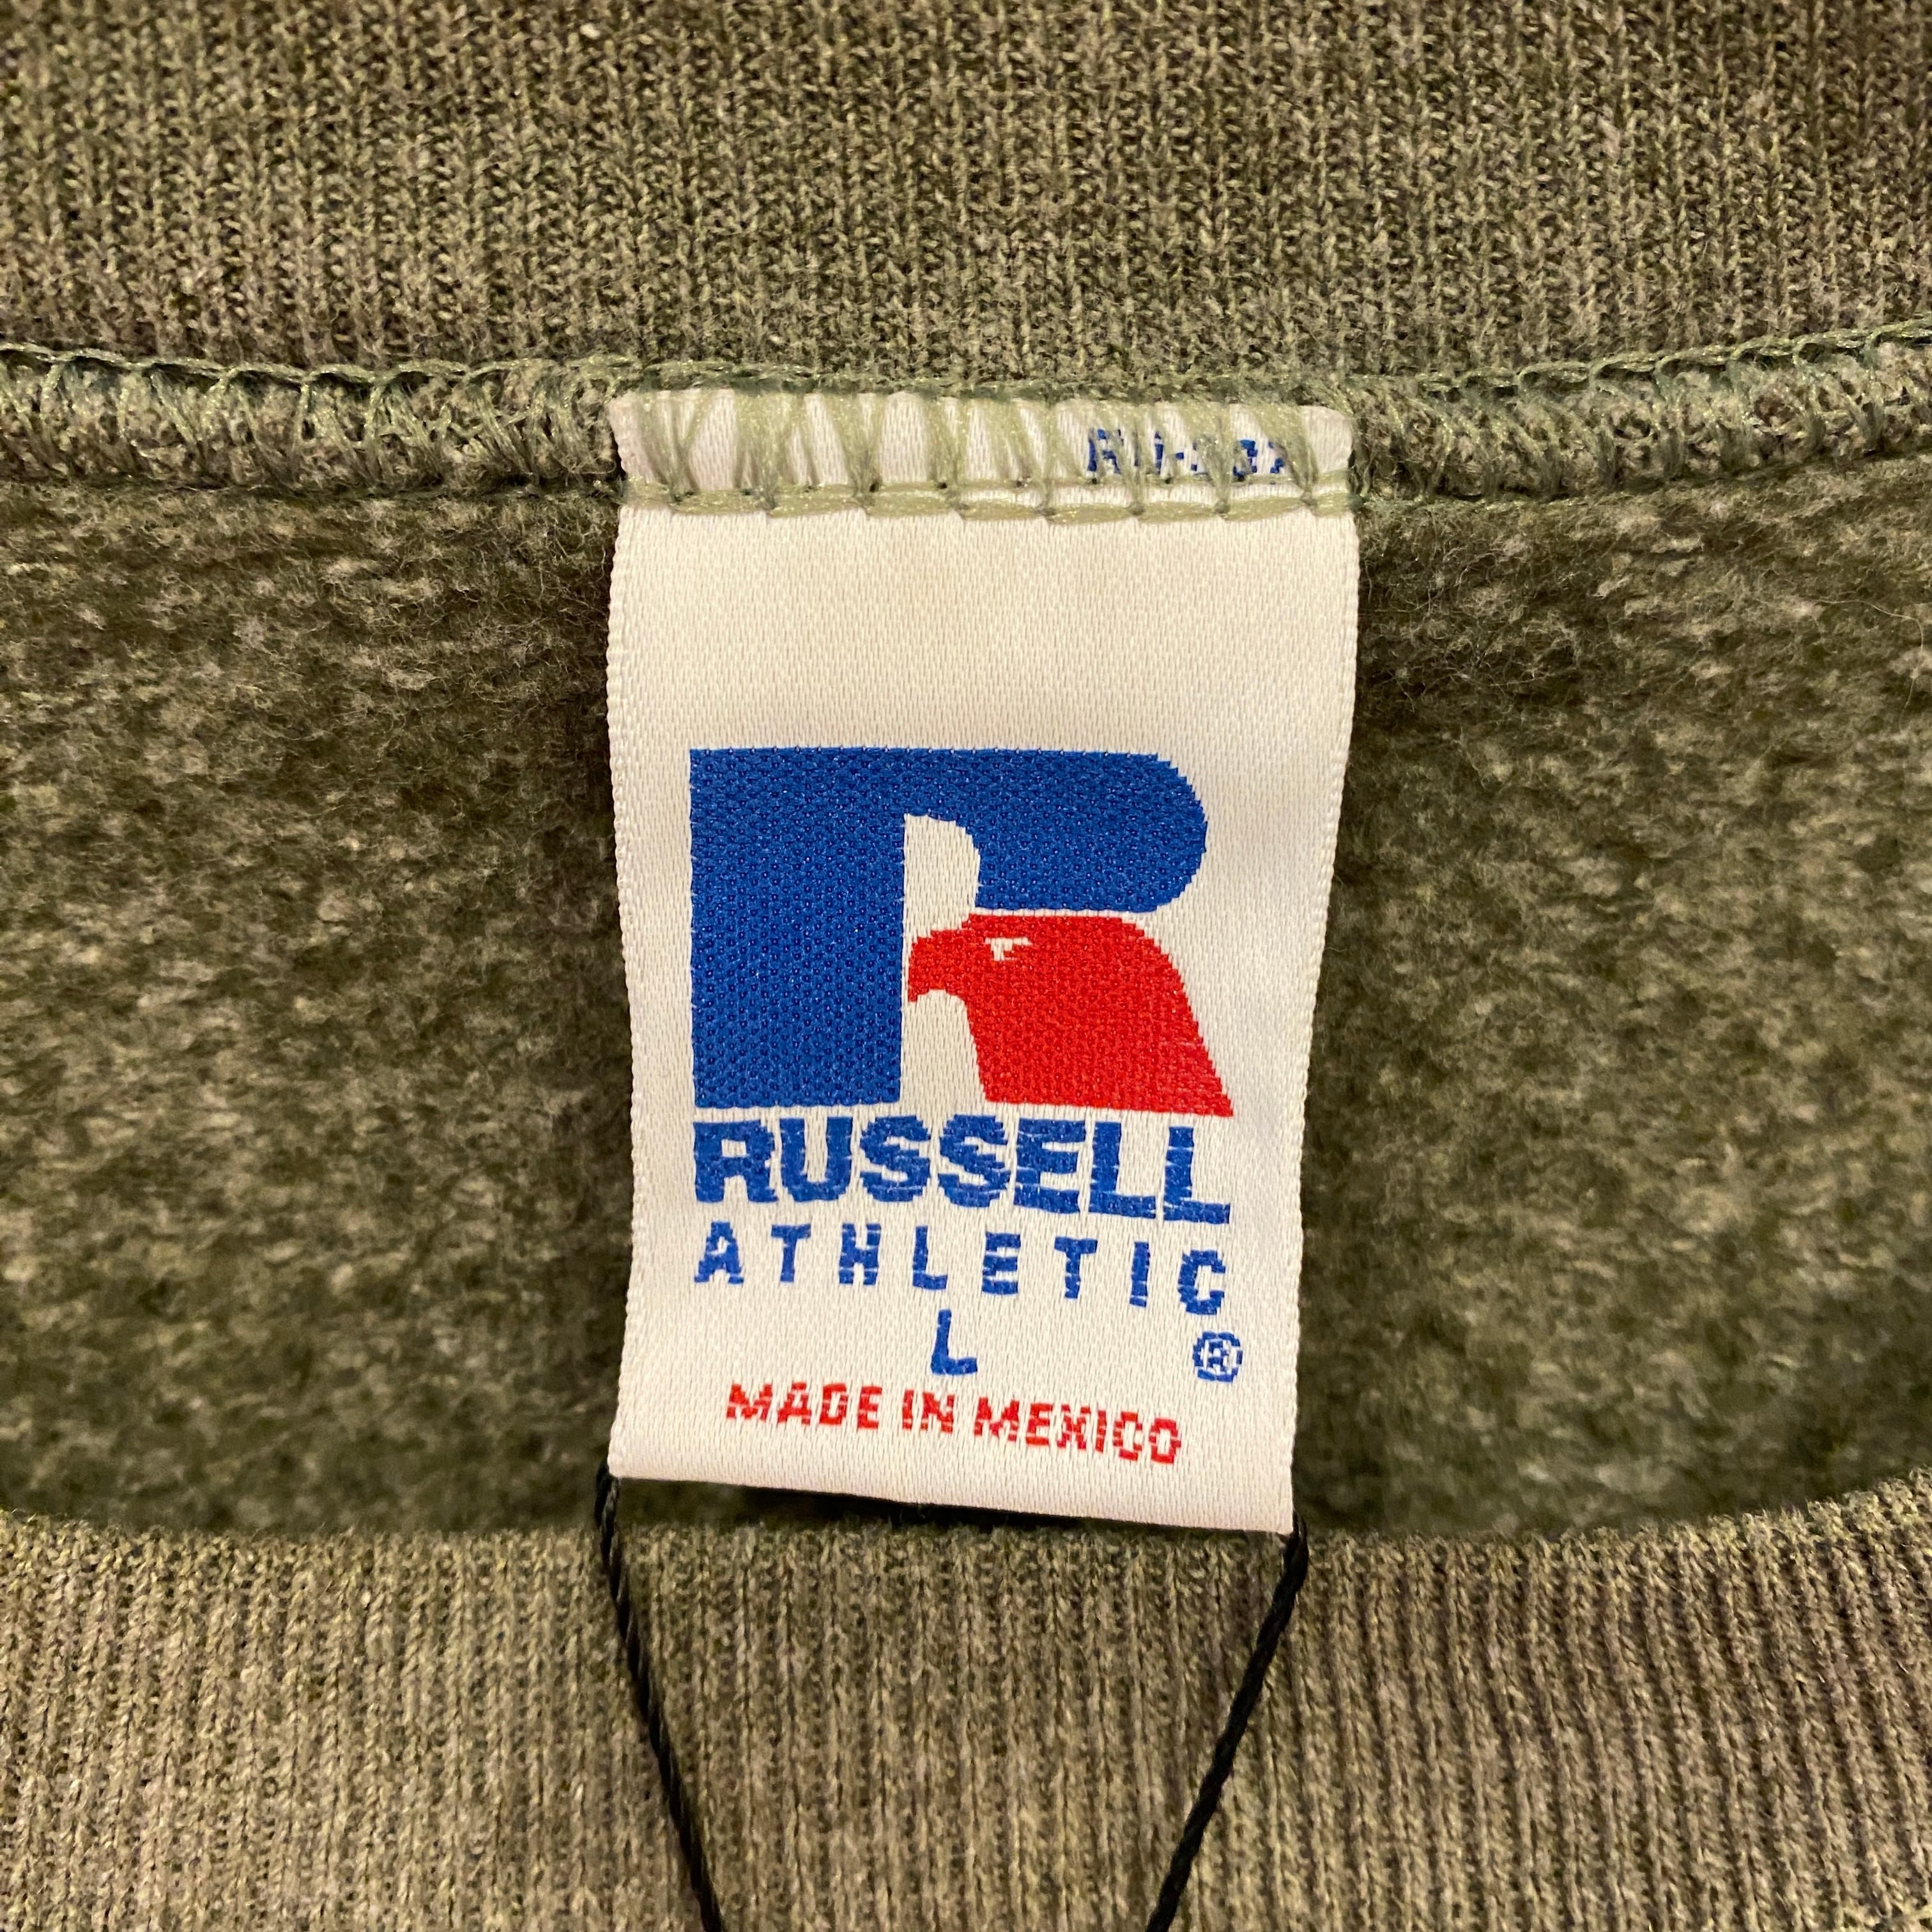 RUSSELL
ATHLETIC
L
®
MADE IN MEXICO